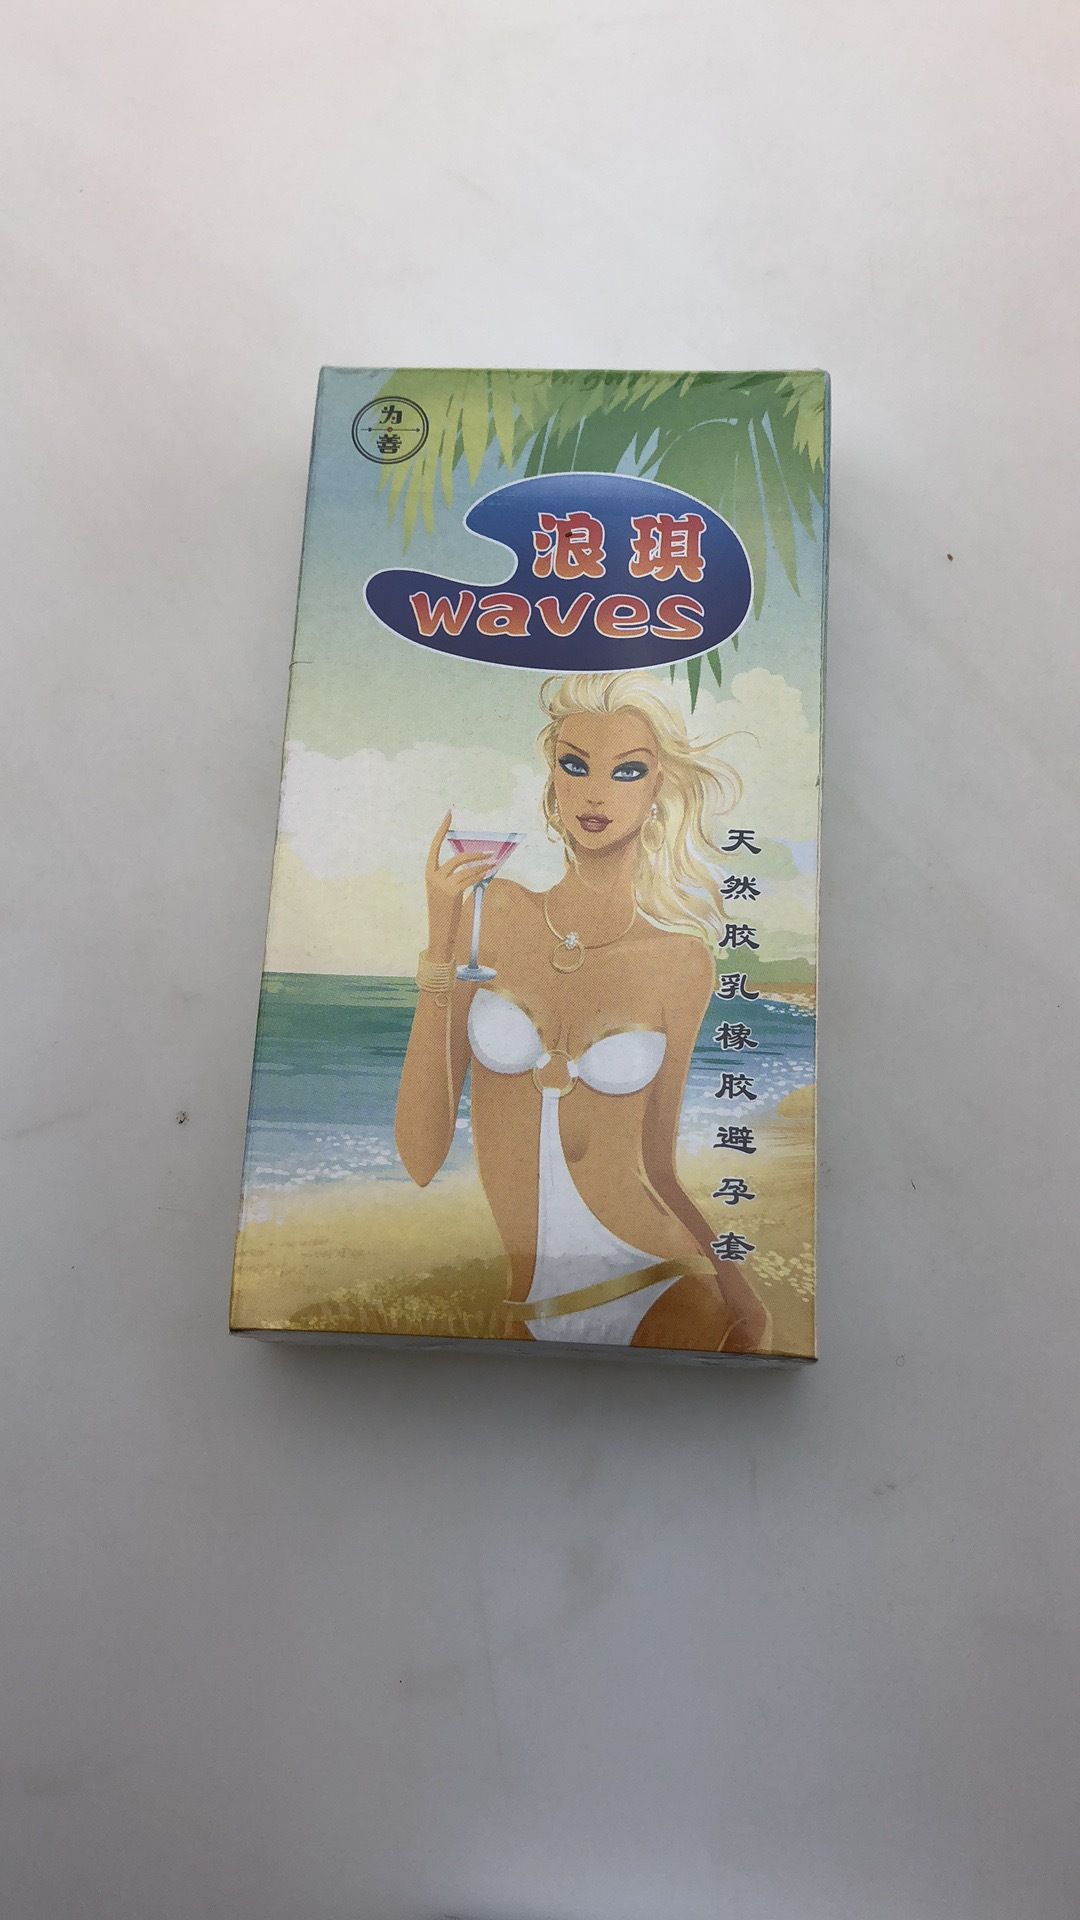 为
善
浪琪
waves
天然胶乳橡胶避孕套